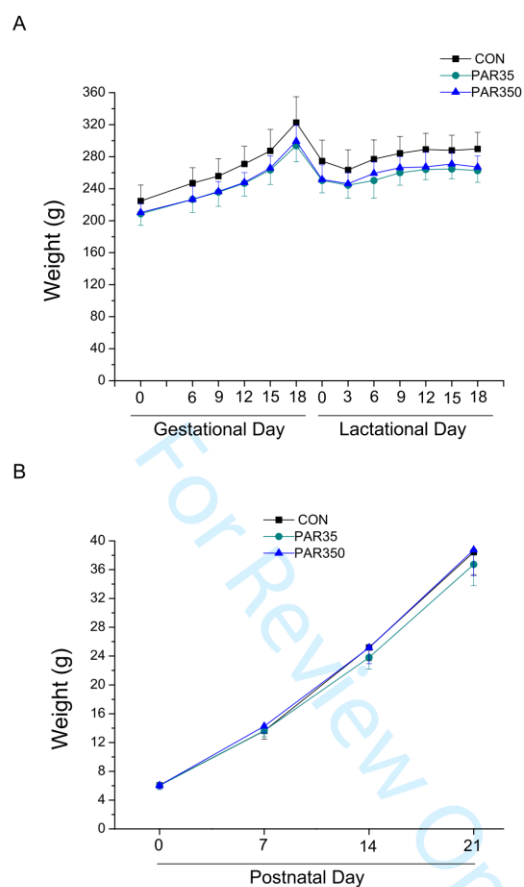 A
CON
PAR35
PAR350
360
320
280
240
200
160
120
80
40
0
Weight (g)
0 6 9 12 15 18 0 3 6 9 12 15 18
Gestational Day Lactational Day
B
CON
PAR35
PAR350
40
36
32
28
24
20
16
12
8
4
0
Weight (g)
0 7 14 21
Postnatal Day
For Review On